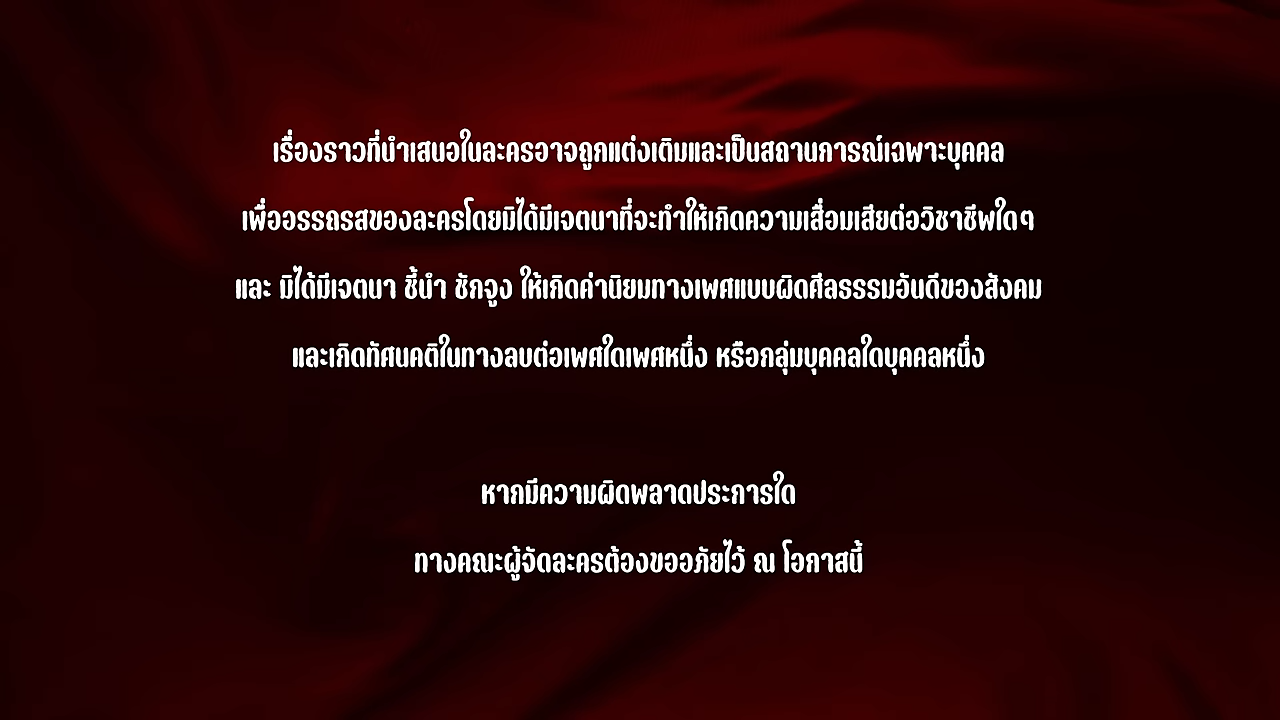 เรื่องราวที่นำเสนอในละครอาจถูกแต่งเติมและเป็นสถานการณ์เฉพาะบุคคล
เพื่ออรรถรสของละครโดยมิได้มีเจตนาที่จะทำให้เกิดความเสื่อมเสียต่อวิชาชีพใดๆ
และ มิได้มีเจตนา ชี้นำ ชักจูง ให้เกิดค่านิยมทางเพศแบบผิดศีลธรรมอันดีของสังคม
และเกิดทัศนคติในทางลบต่อเพศใดเพศหนึ่ง หรือกลุ่มบุคคลใดบุคคลหนึ่ง
หากมีความผิดพลาดประการใด
ทางคณะผู้จัดละครต้องขออภัยไว้ ณ โอกาสนี้